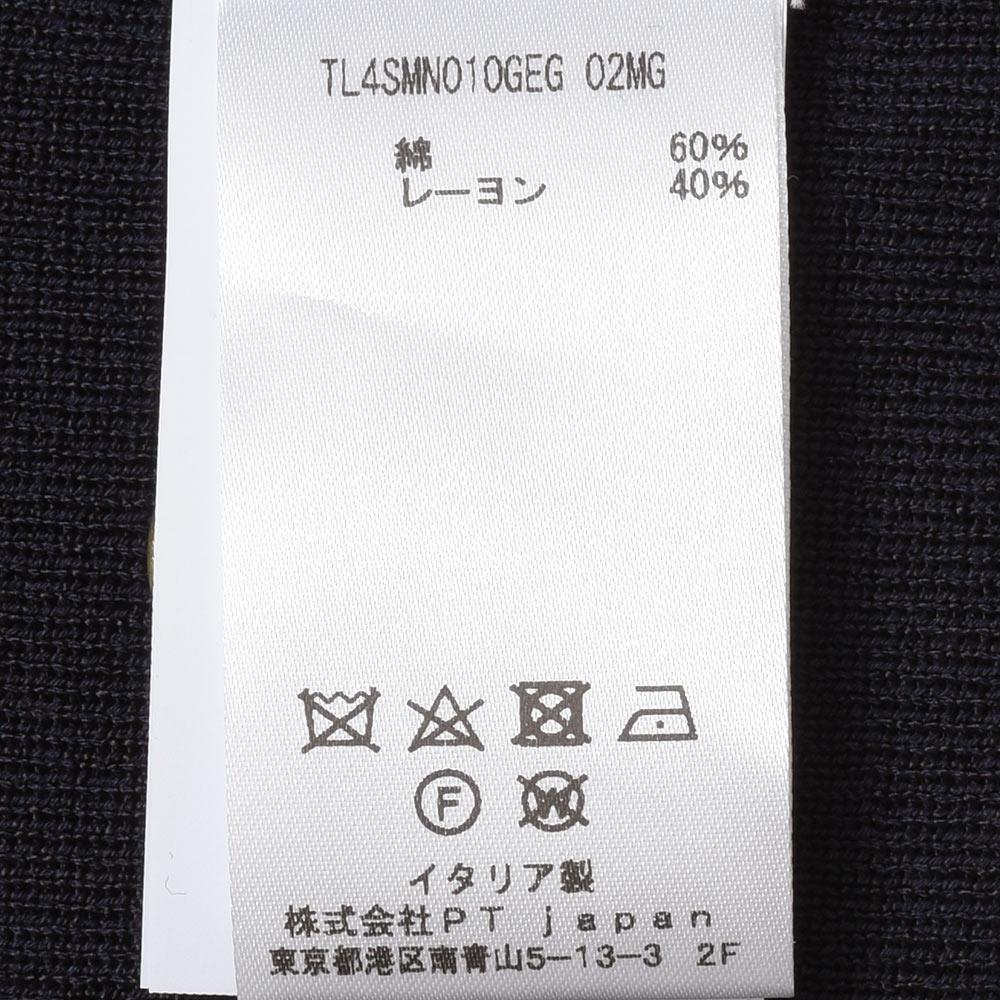 TL4SMN010GEG 02MG
綿 60%
レーヨン 40%
F W
イタリア製
株式会社PT japan
東京都港区南青山5-13-3 2F